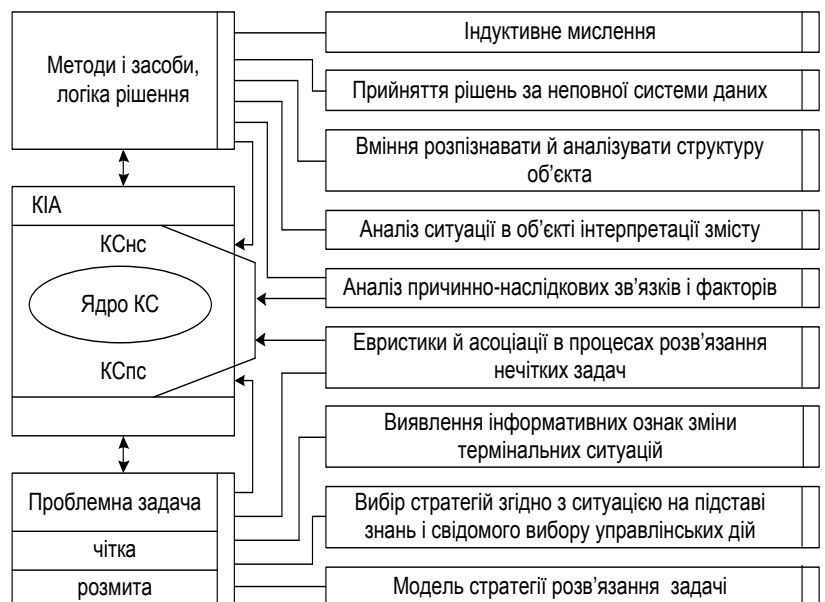 Методи і засоби,
логіка рішення
КІА
КСнс
Ядро КС
КСпс
Проблемна задача
чітка
розмита
Індуктивне мислення
Прийняття рішень за неповної системи даних
Вміння розпізнавати й аналізувати структуру
об’єкта
Аналіз ситуації в об’єкті інтерпретації змісту
Аналіз причинно-наслідкових зв’язків і факторів
Евристики й асоціації в процесах розв’язання
нечітких задач
Виявлення інформативних ознак зміни
термінальних ситуацій
Вибір стратегій згідно з ситуацією на підставі
знань і свідомого вибору управлінських дій
Модель стратегії розв’язання задачі